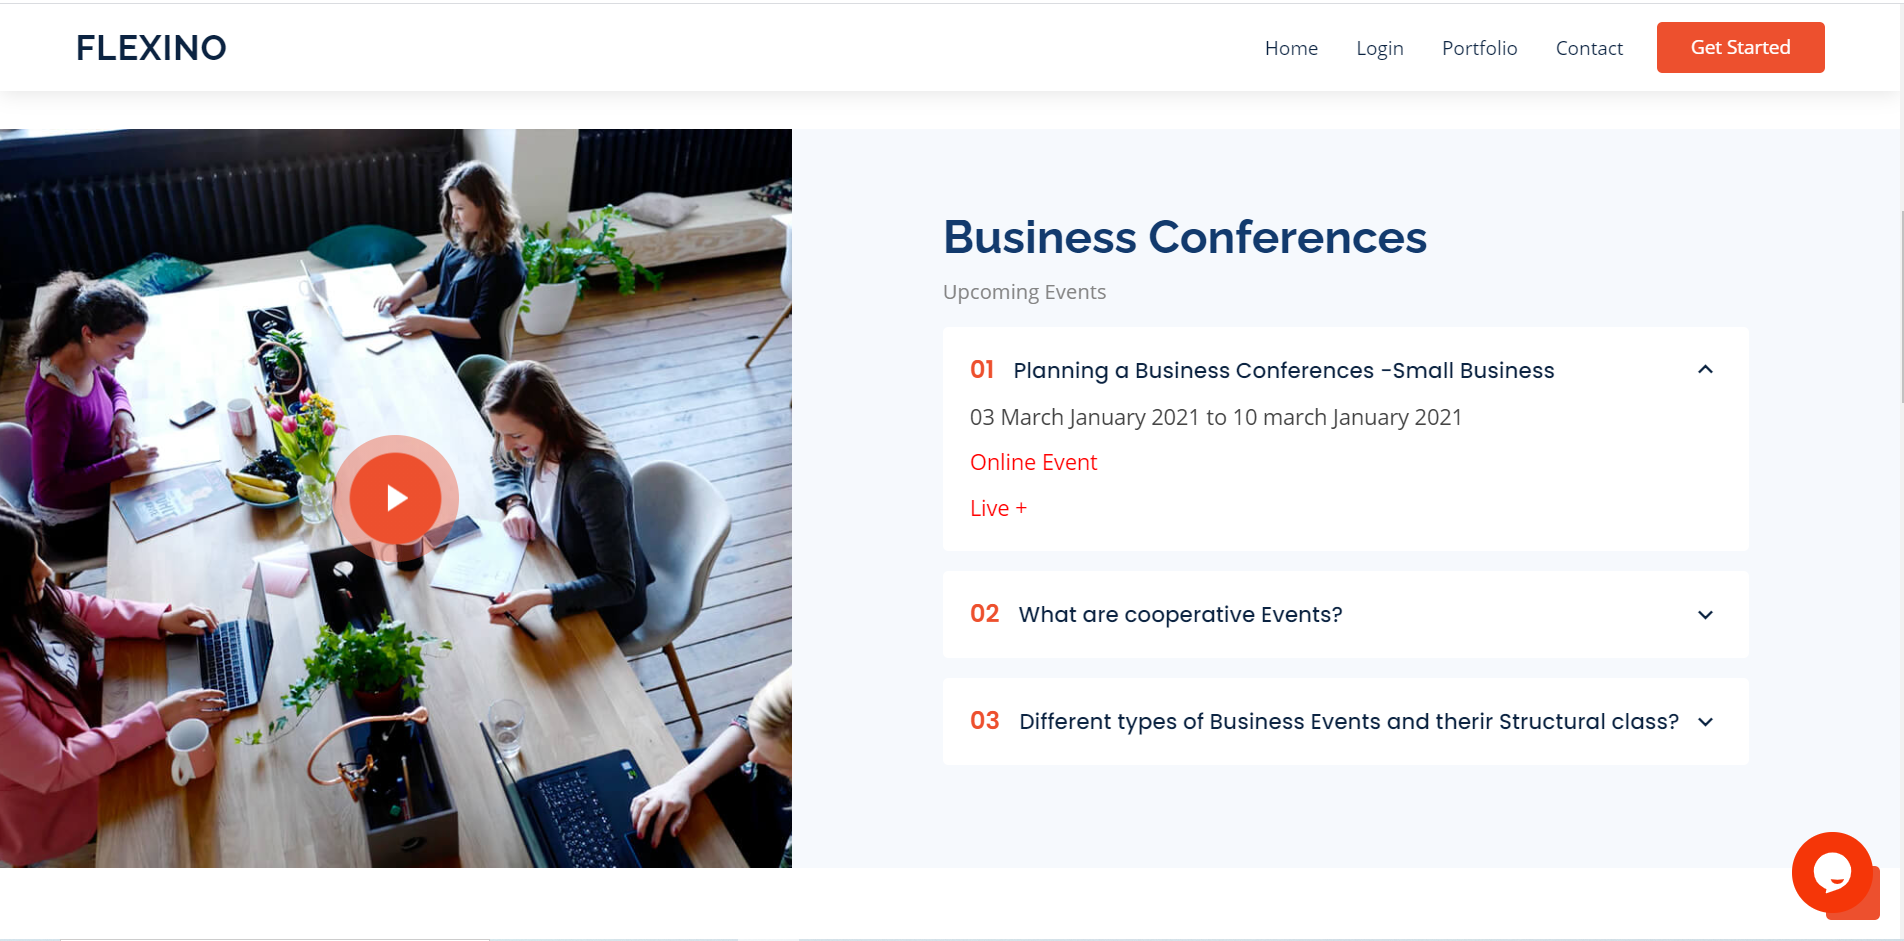 FLEXINO
Home Login Portfolio Contact Get Started
Business Conferences
Upcoming Events
01 Planning a Business Conferences -Small Business
03 March January 2021 to 10 march January 2021
Online Event
Live +
02 What are cooperative Events?
03 Different types of Business Events and therir Structural class?